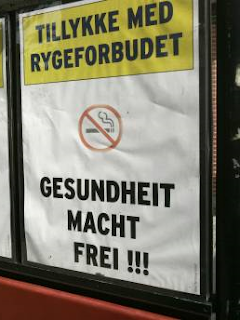 TILLYKKE MED
RYGEFORBUDET
GESUNDHEIT
MACHT
FREI !!!